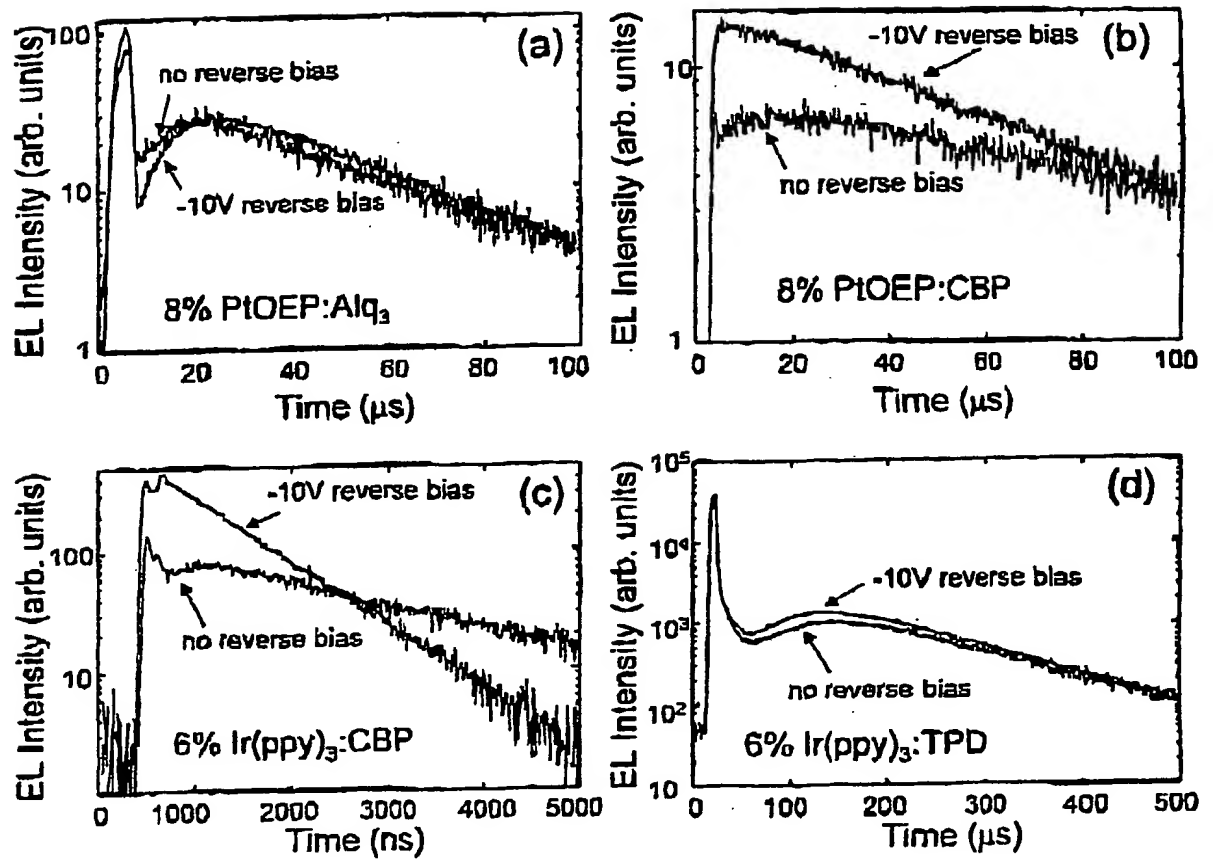 EL Intensity (arb. units)
100
10
1
(a)
no reverse bias
-10V reverse bias
8% PtOEP:Alq₃
0 20 40 60 80 100
Time (µs)
EL Intensity (arb. units)
10
1
(b)
-10V reverse bias
no reverse bias
8% PtOEP:CBP
0 20 40 60 80 100
Time (µs)
EL Intensity (arb. units)
100
10
(c)
-10V reverse bias
no reverse bias
6% Ir(ppy)₃:CBP
0 1000 2000 3000 4000 5000
Time (ns)
EL Intensity (arb. units)
10⁵
10⁴
10³
10²
10
(d)
-10V reverse bias
no reverse bias
6% Ir(ppy)₃:TPD
0 100 200 300 400 500
Time (µs)